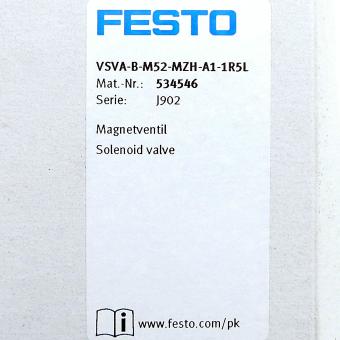 FESTO
VSVA-B-M52-MZH-A1-1R5L
Mat.-Nr.: 534546
Serie: J902
Magnetventil
Solenoid valve
www.festo.com/pk